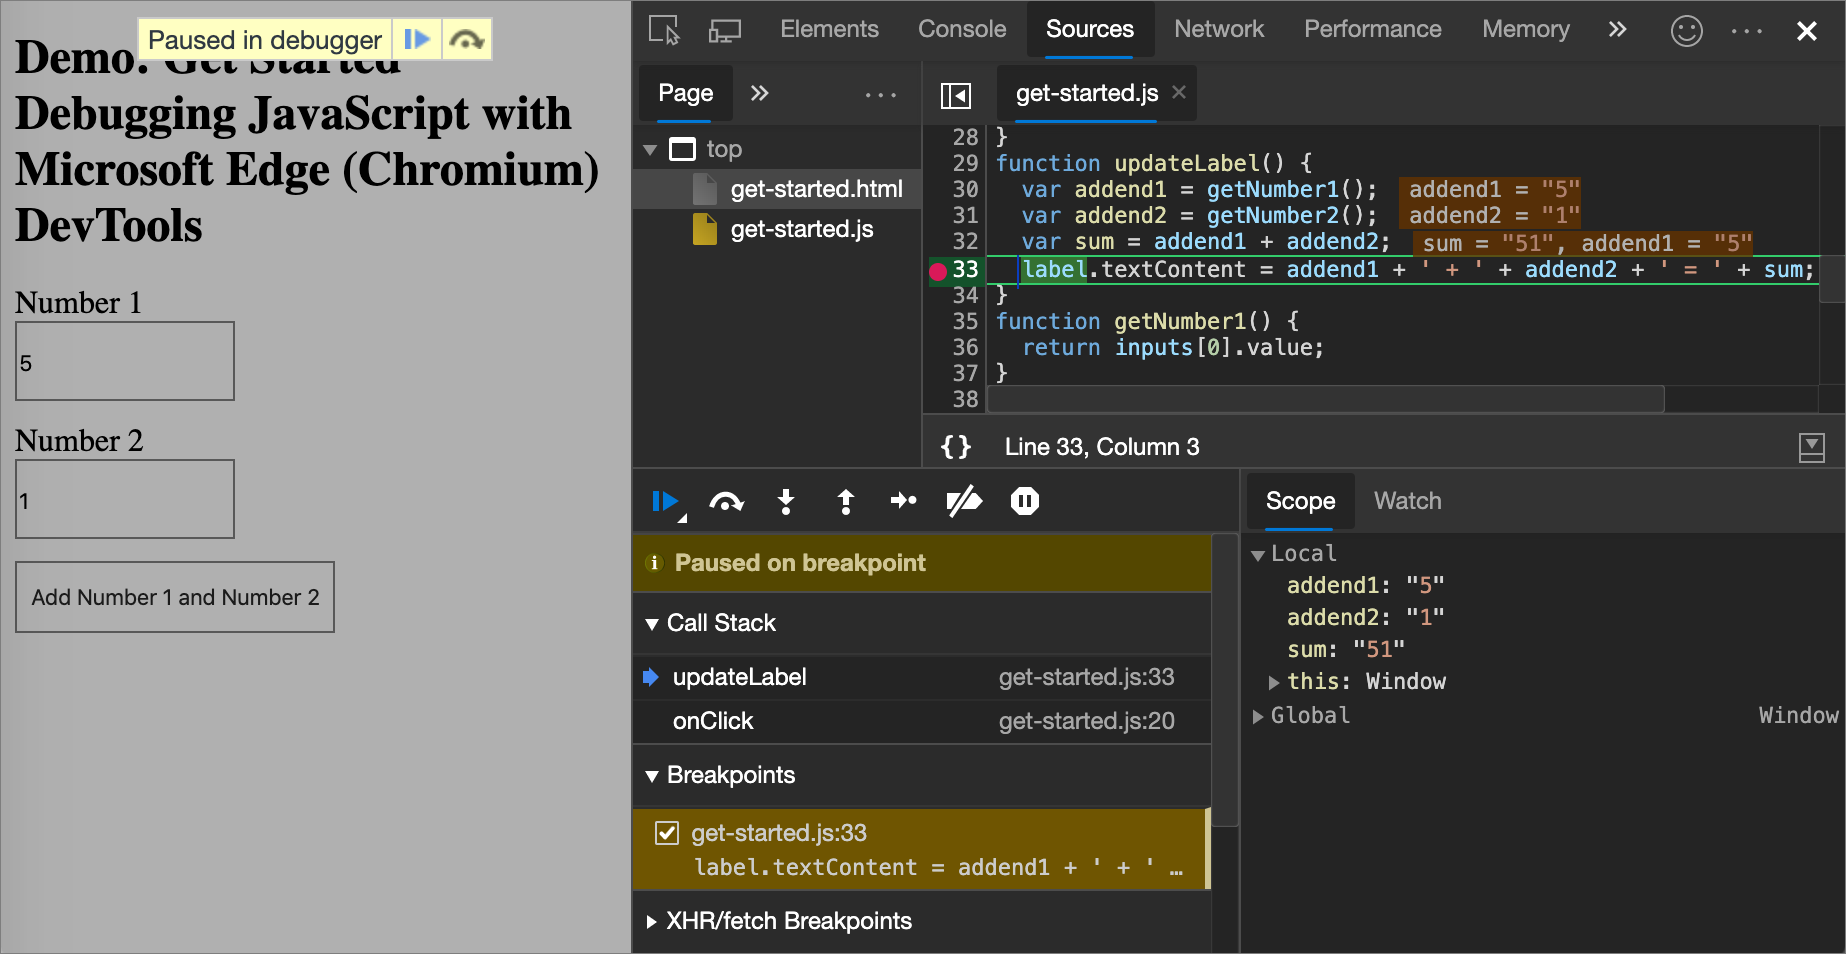 Paused in debugger
Demo: Get Started
Debugging JavaScript with
Microsoft Edge (Chromium)
DevTools
Number 1
5
Number 2
1
Add Number 1 and Number 2
Elements Console Sources Network Performance Memory
Page
top
get-started.html
get-started.js
get-started.js
28 }
29 function updateLabel() {
30 var addend1 = getNumber1(); addend1 = "5"
31 var addend2 = getNumber2(); addend2 = "1"
32 var sum = addend1 + addend2; sum = "51", addend1 = "5"
33 label.textContent = addend1 + ' + ' + addend2 + ' = ' + sum;
34 }
35 function getNumber1() {
36 return inputs[0].value;
37 }
38
{} Line 33, Column 3
Paused on breakpoint
Call Stack
updateLabel get-started.js:33
onClick get-started.js:20
Breakpoints
get-started.js:33
label.textContent = addend1 + ' + ' …
XHR/fetch Breakpoints
Scope Watch
Local
addend1: "5"
addend2: "1"
sum: "51"
this: Window
Global Window